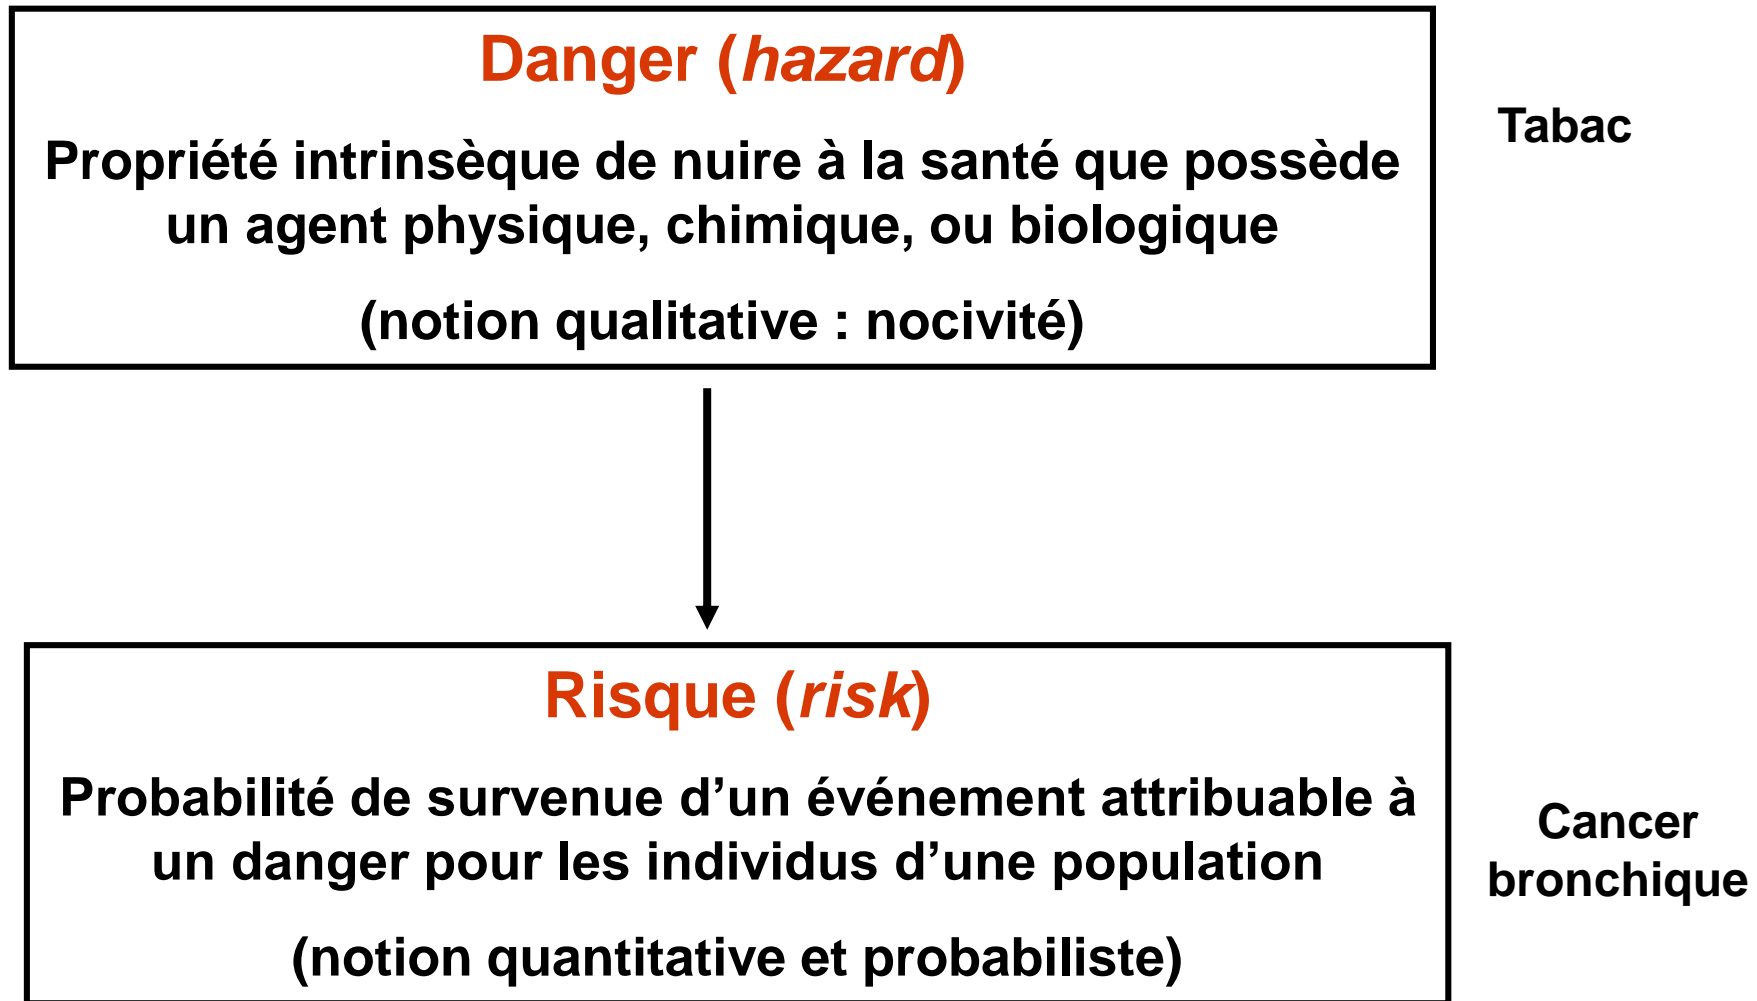 Danger (hazard)
Propriété intrinsèque de nuire à la santé que possède
un agent physique, chimique, ou biologique
(notion qualitative : nocivité)
Tabac
Risque (risk)
Probabilité de survenue d’un événement attribuable à
un danger pour les individus d’une population
(notion quantitative et probabiliste)
Cancer
bronchique